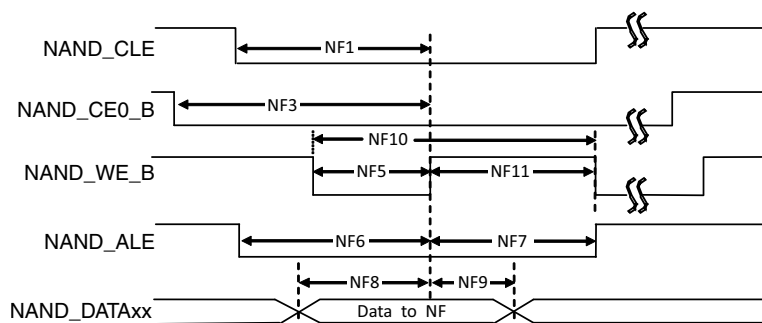 NAND_CLE
NF1
NAND_CE0_B
NF3
NF10
NAND_WE_B
NF5
NF11
NAND_ALE
NF6
NF7
NF8
NF9
NAND_DATAxx
Data to NF